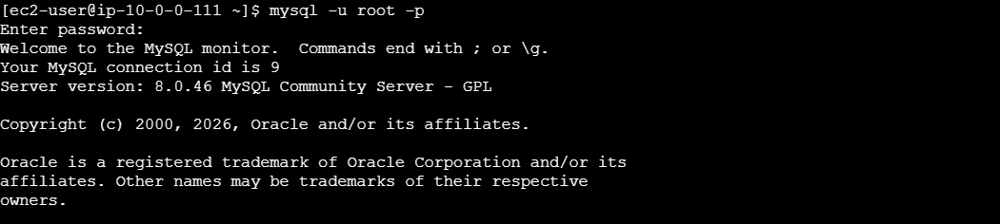 [ec2-user@ip-10-0-0-111 ~]$ mysql -u root -p
Enter password:
Welcome to the MySQL monitor.  Commands end with ; or \g.
Your MySQL connection id is 9
Server version: 8.0.46 MySQL Community Server - GPL
Copyright (c) 2000, 2026, Oracle and/or its affiliates.
Oracle is a registered trademark of Oracle Corporation and/or its
affiliates. Other names may be trademarks of their respective
owners.